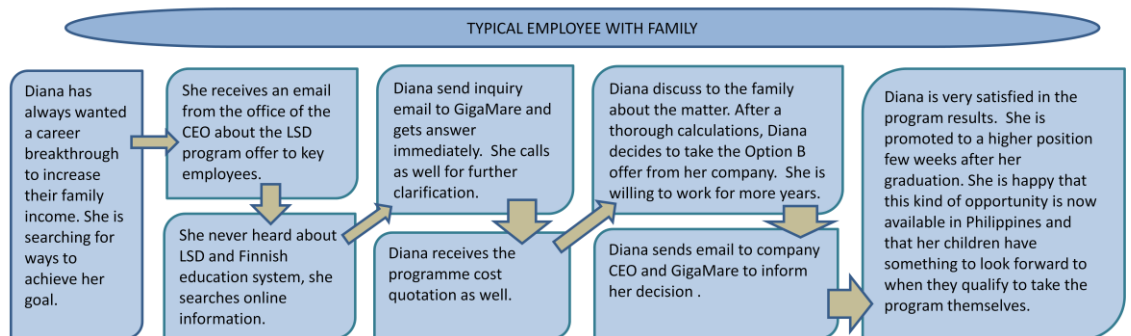 TYPICAL EMPLOYEE WITH FAMILY
Diana has
always wanted
a career
breakthrough
to increase
their family
income. She is
searching for
ways to
achieve her
goal.
She receives an email
from the office of the
CEO about the LSD
program offer to key
employees.
She never heard about
LSD and Finnish
education system, she
searches online
information.
Diana send inquiry
email to GigaMare and
gets answer
immediately. She calls
as well for further
clarification.
Diana receives the
programme cost
quotation as well.
Diana discuss to the family
about the matter. After a
thorough calculations, Diana
decides to take the Option B
offer from her company. She is
willing to work for more years.
Diana sends email to company
CEO and GigaMare to inform
her decision .
Diana is very satisfied in the
program results. She is
promoted to a higher position
few weeks after her
graduation. She is happy that
this kind of opportunity is now
available in Philippines and
that her children have
something to look forward to
when they qualify to take the
program themselves.